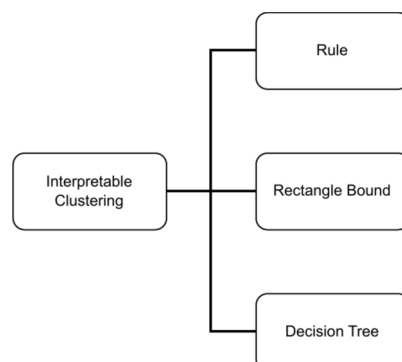 Rule
Interpretable
Clustering
Rectangle Bound
Decision Tree